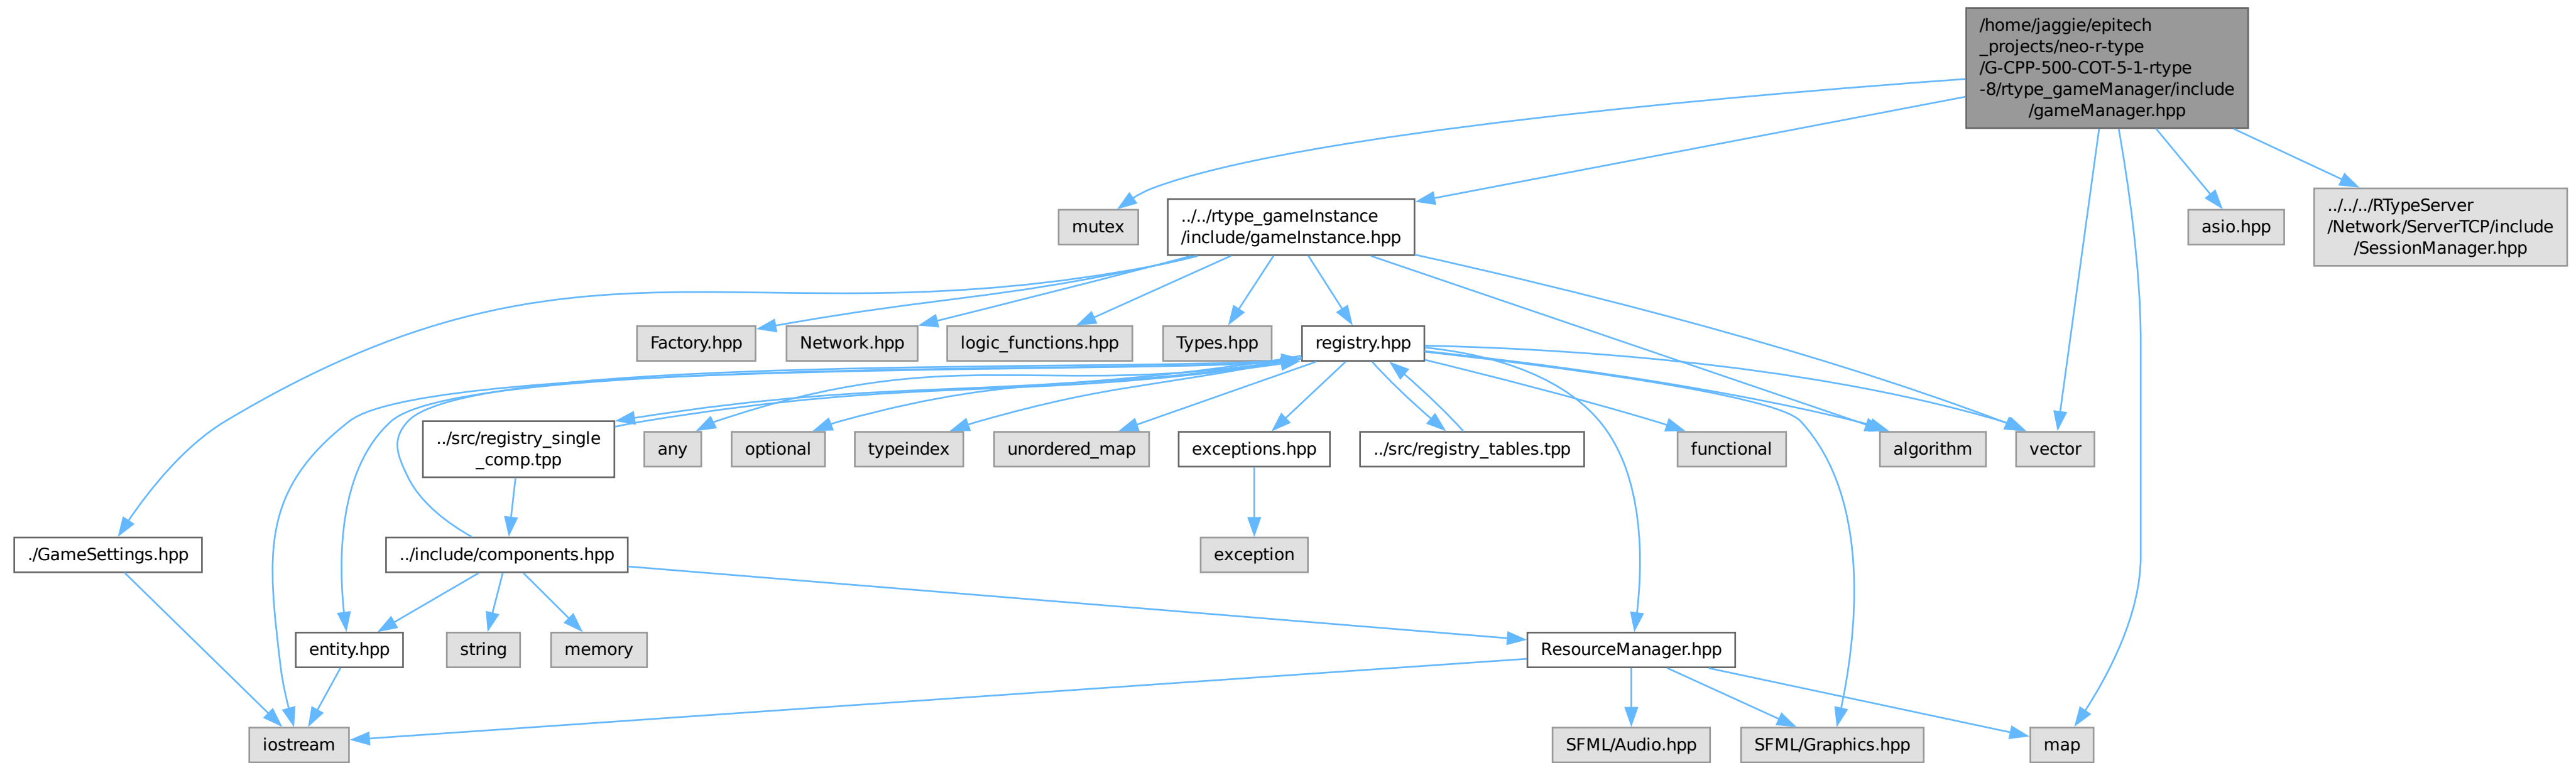 /home/jaggie/epitech
_projects/neo-r-type
/G-CPP-500-COT-5-1-rtype
-8/rtype_gameManager/include
/gameManager.hpp
mutex
../../rtype_gameInstance
/include/gameInstance.hpp
asio.hpp
../../../RTypeServer
/Network/ServerTCP/include
/SessionManager.hpp
Factory.hpp
Network.hpp
logic_functions.hpp
Types.hpp
registry.hpp
../src/registry_single
_comp.tpp
any
optional
typeindex
unordered_map
exceptions.hpp
../src/registry_tables.tpp
functional
algorithm
vector
./GameSettings.hpp
../include/components.hpp
exception
entity.hpp
string
memory
ResourceManager.hpp
iostream
SFML/Audio.hpp
SFML/Graphics.hpp
map